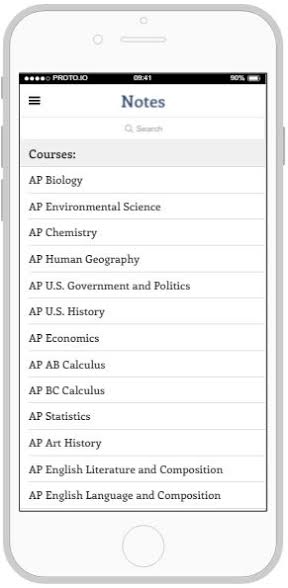 PROTO.IO 09:41 90%
Notes
Search
Courses:
AP Biology
AP Environmental Science
AP Chemistry
AP Human Geography
AP U.S. Government and Politics
AP U.S. History
AP Economics
AP AB Calculus
AP BC Calculus
AP Statistics
AP Art History
AP English Literature and Composition
AP English Language and Composition